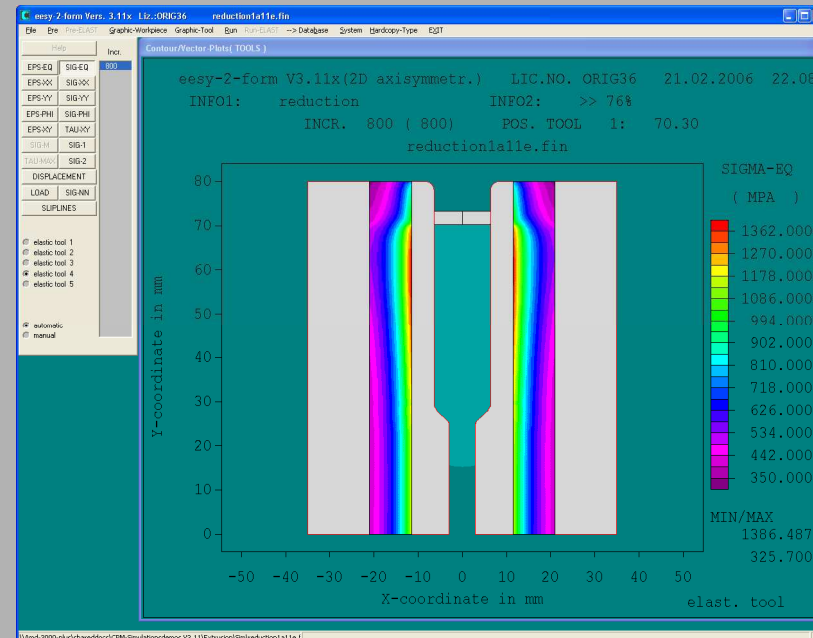 eesy-2-form Vers. 3.11x Liz.:ORIG36 reduction1a11e.fin
File Pre Pre-ELAST Graphic-Workpiece Graphic-Tool Run Run-ELAST --> Database System Hardcopy-Type EXIT
Help Incr.
EPS-EQ SIG-EQ 800
EPS-XX SIG-XX
EPS-YY SIG-YY
EPS-PHI SIG-PHI
EPS-XY TAU-XY
SIG-M SIG-1
TAU-MAX SIG-2
DISPLACEMENT
LOAD SIG-NN
SLIPLINES
elastic tool 1
elastic tool 2
elastic tool 3
elastic tool 4
elastic tool 5
automatic
manual
Contour/Vector-Plots( TOOLS )
eesy-2-form V3.11x(2D axisymmetr.) LIC.NO. ORIG36 21.02.2006 22.08
INFO1: reduction INFO2: >> 76%
INCR. 800 ( 800) POS. TOOL 1: 70.30
reduction1a11e.fin
SIGMA-EQ
( MPA )
1362.000
1270.000
1178.000
1086.000
994.000
902.000
810.000
718.000
626.000
534.000
442.000
350.000
MIN/MAX
1386.487
325.700
80
70
60
50
40
30
20
10
0
Y-coordinate in mm
-50 -40 -30 -20 -10 0 10 20 30 40 50
X-coordinate in mm
elast. tool